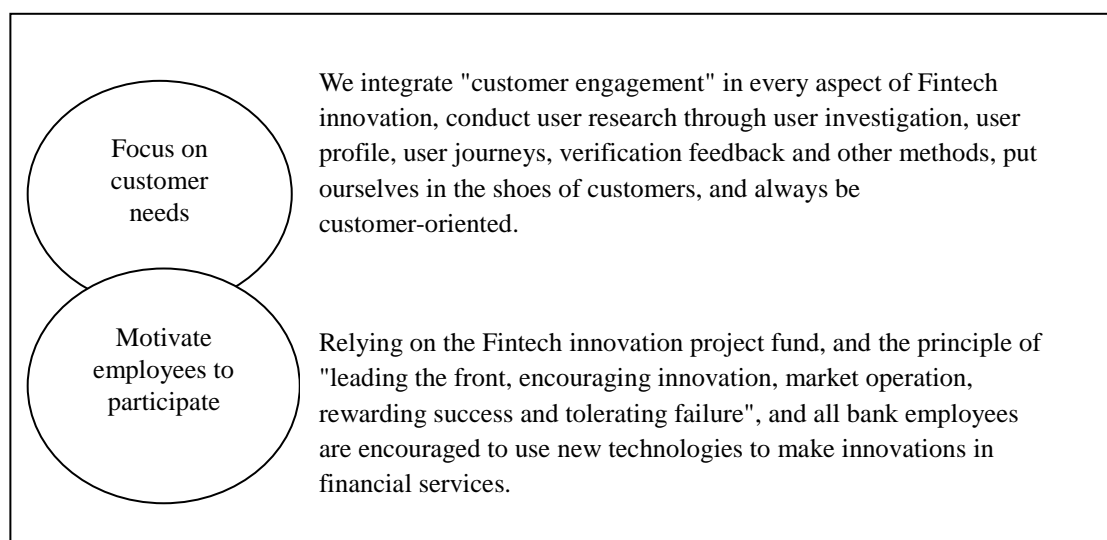 Focus on
customer
needs
We integrate "customer engagement" in every aspect of Fintech
innovation, conduct user research through user investigation, user
profile, user journeys, verification feedback and other methods, put
ourselves in the shoes of customers, and always be
customer-oriented.
Motivate
employees to
participate
Relying on the Fintech innovation project fund, and the principle of
"leading the front, encouraging innovation, market operation,
rewarding success and tolerating failure", and all bank employees
are encouraged to use new technologies to make innovations in
financial services.